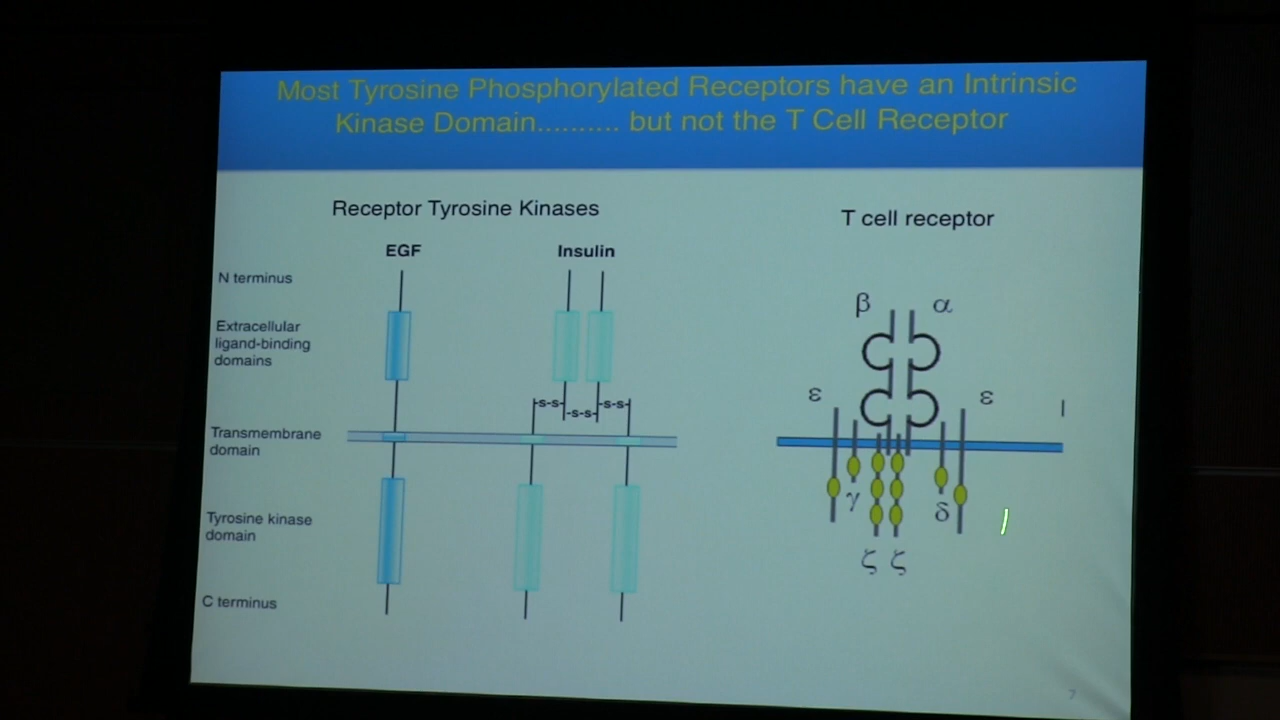 Most Tyrosine Phosphorylated Receptors have an Intrinsic
Kinase Domain.......... but not the T Cell Receptor
Receptor Tyrosine Kinases
T cell receptor
EGF
Insulin
N terminus
Extracellular
ligand-binding
domains
-s-s-
-s-s-
-s-s-
Transmembrane
domain
Tyrosine kinase
domain
C terminus
β
α
ε
ε
γ
δ
ζ
ζ
7